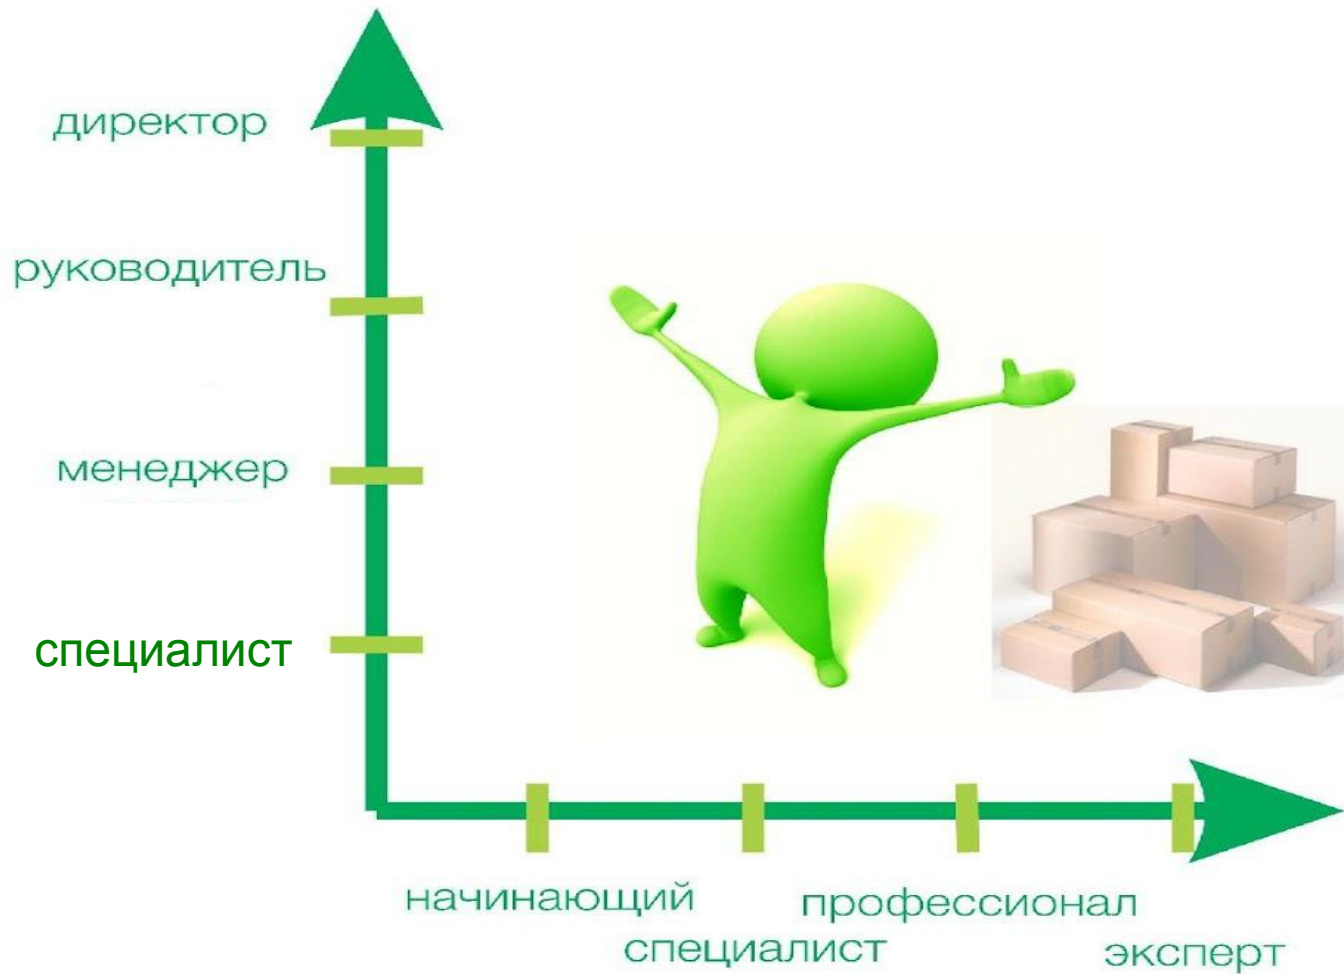 директор
руководитель
менеджер
специалист
начинающий
профессионал
специалист
эксперт